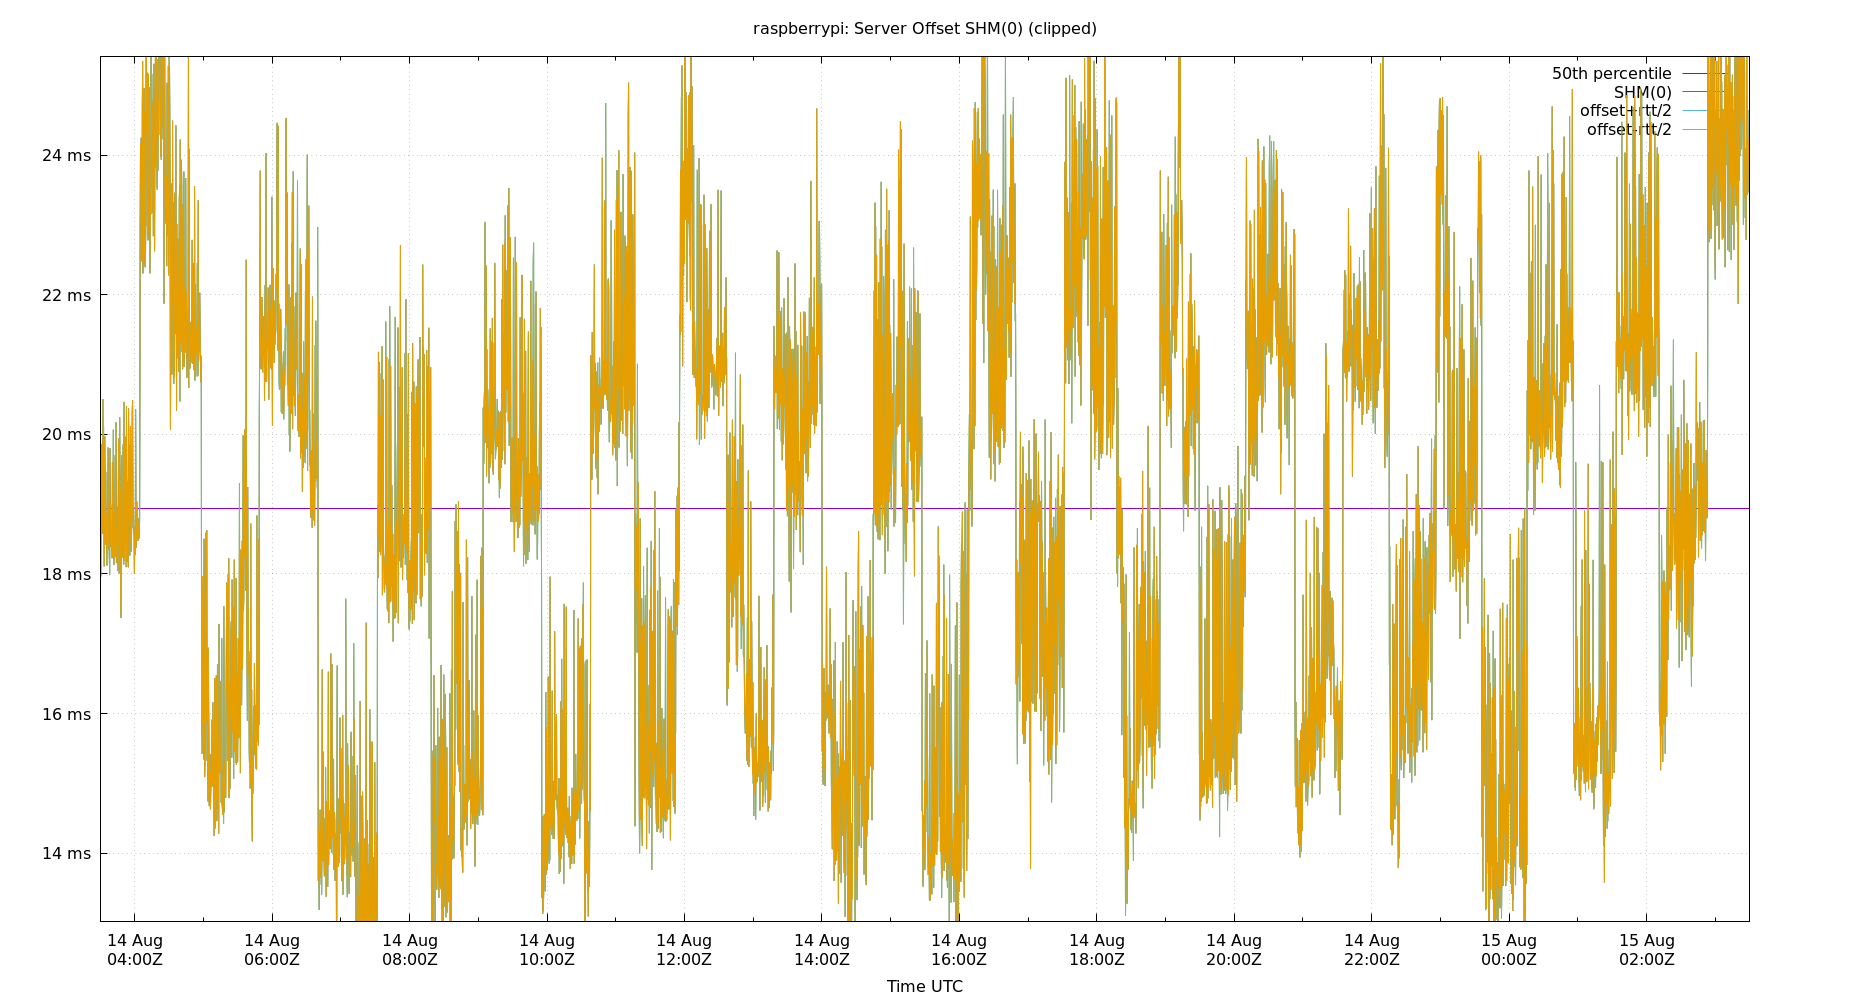 raspberrypi: Server Offset SHM(0) (clipped)
50th percentile
SHM(0)
offset+rtt/2
offset-rtt/2
24 ms
22 ms
20 ms
18 ms
16 ms
14 ms
14 Aug 14 Aug 14 Aug 14 Aug 14 Aug 14 Aug 14 Aug 14 Aug 14 Aug 14 Aug 15 Aug 15 Aug
04:00Z 06:00Z 08:00Z 10:00Z 12:00Z 14:00Z 16:00Z 18:00Z 20:00Z 22:00Z 00:00Z 02:00Z
Time UTC